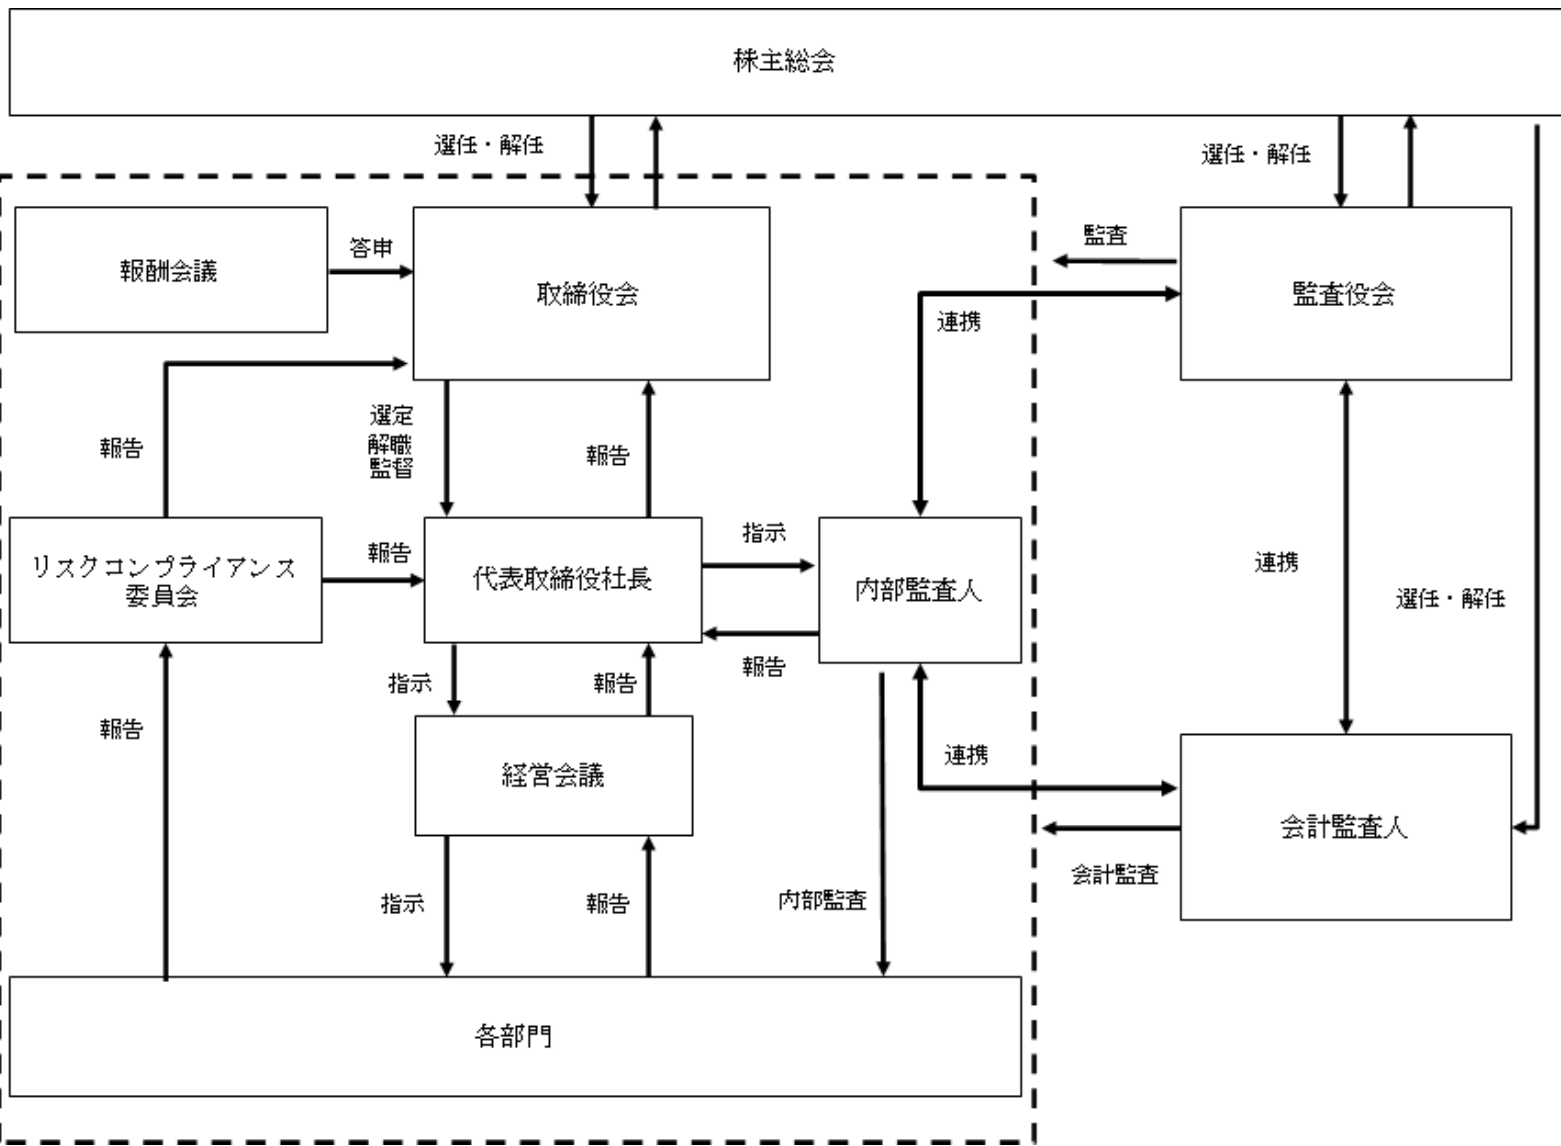 株主総会
選任・解任
選任・解任
報酬会議
答申
取締役会
監査
監査役会
連携
選定
解職
監督
報告
報告
リスクコンプライアンス
委員会
報告
代表取締役社長
指示
内部監査人
報告
連携
選任・解任
指示
報告
報告
経営会議
連携
会計監査人
会計監査
指示
報告
内部監査
各部門